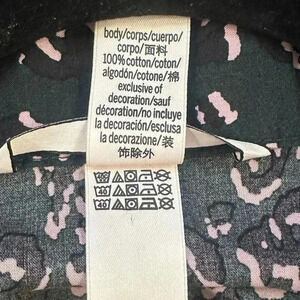 body/corps/cuerpo/
corpo/面料
100%cotton/coton/
algodón/cotone/棉
exclusive of
decoration/sauf
décoration/no incluye
la decoración/esclusa
la decorazione/装
饰除外